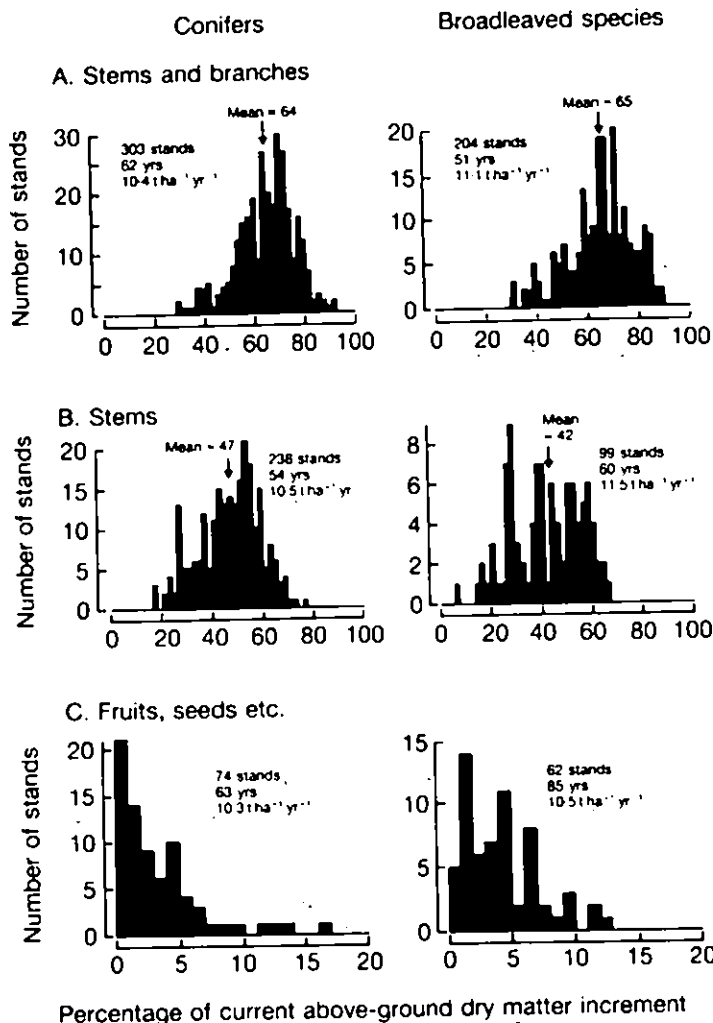 Conifers
Broadleaved species
A. Stems and branches
Number of stands
30
20
10
0
Mean = 64
303 stands
62 yrs
10·4 t ha⁻¹ yr⁻¹
0 20 40 60 80 100
20
15
10
5
0
Mean = 65
204 stands
51 yrs
11·1 t ha⁻¹ yr⁻¹
0 20 40 60 80 100
B. Stems
Number of stands
20
15
10
5
0
Mean = 47
238 stands
54 yrs
10·5 t ha⁻¹ yr⁻¹
0 20 40 60 80 100
8
6
4
2
0
Mean
= 42
99 stands
60 yrs
11·5 t ha⁻¹ yr⁻¹
0 20 40 60 80 100
C. Fruits, seeds etc.
Number of stands
20
15
10
5
0
74 stands
63 yrs
10·3 t ha⁻¹ yr⁻¹
0 5 10 15 20
15
10
5
0
62 stands
85 yrs
10·5 t ha⁻¹ yr⁻¹
0 5 10 15 20
Percentage of current above-ground dry matter increment